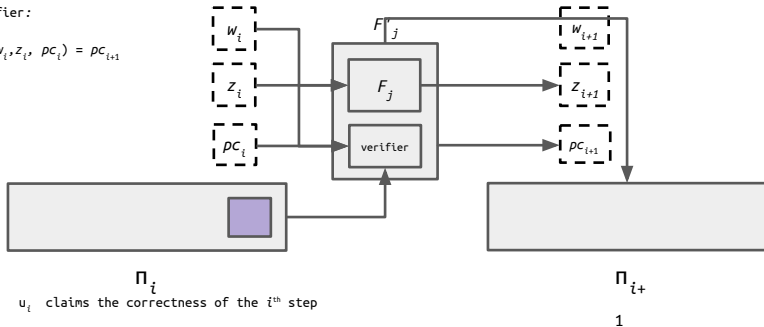 fier:
w_i,z_i, pc_i) = pc_{i+1}
w_i
z_i
pc_i
F'_j
F_j
verifier
w_{i+1}
z_{i+1}
pc_{i+1}
Π_i
u_i claims the correctness of the i^{th} step
Π_{i+
1